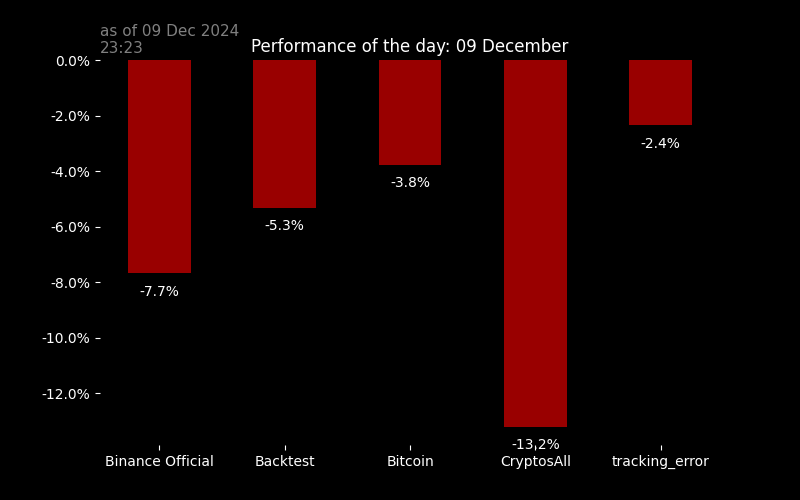 as of 09 Dec 2024
23:23
Performance of the day: 09 December
0.0%
-2.0%
-4.0%
-6.0%
-8.0%
-10.0%
-12.0%
-7.7%
-5.3%
-3.8%
-13.2%
-2.4%
Binance Official
Backtest
Bitcoin
CryptosAll
tracking_error